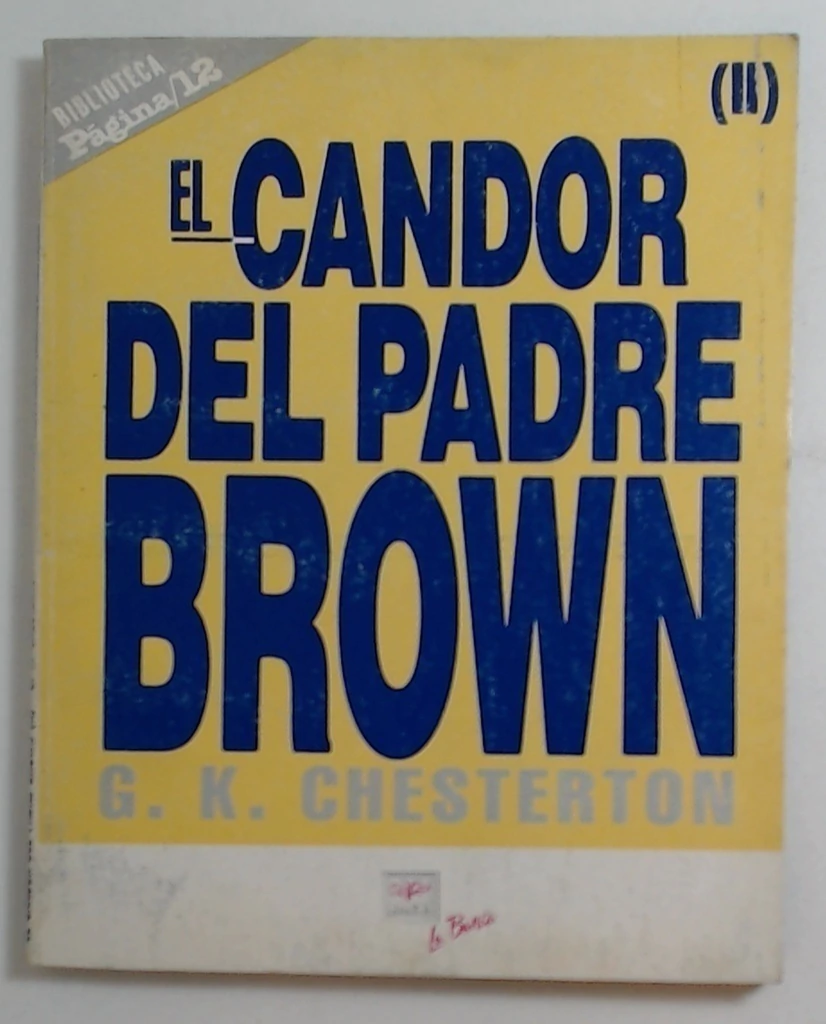 BIBLIOTECA
Página/12
(II)
EL CANDOR
DEL PADRE
BROWN
G. K. CHESTERTON